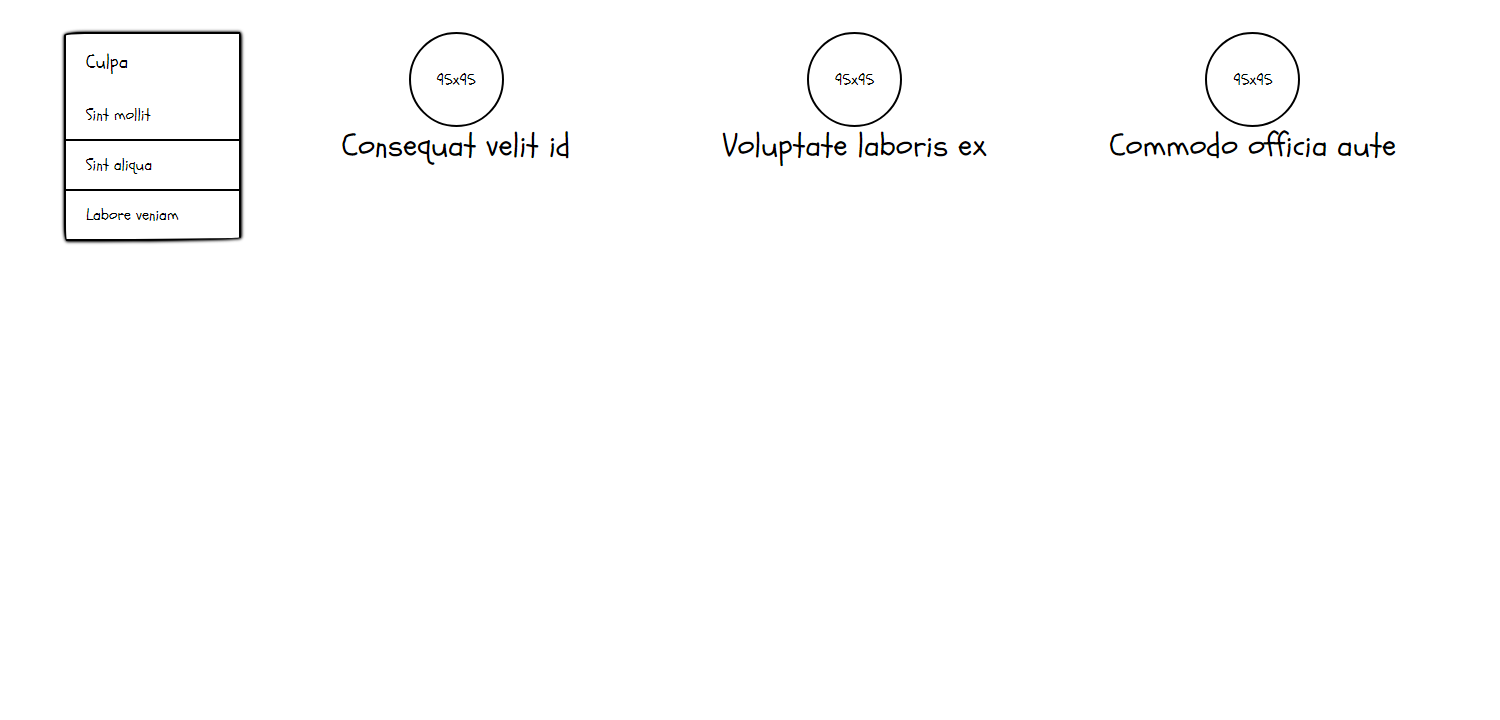 Culpa
Sint mollit
Sint aliqua
Labore veniam
95x95
Consequat velit id
95x95
Voluptate laboris ex
95x95
Commodo officia aute